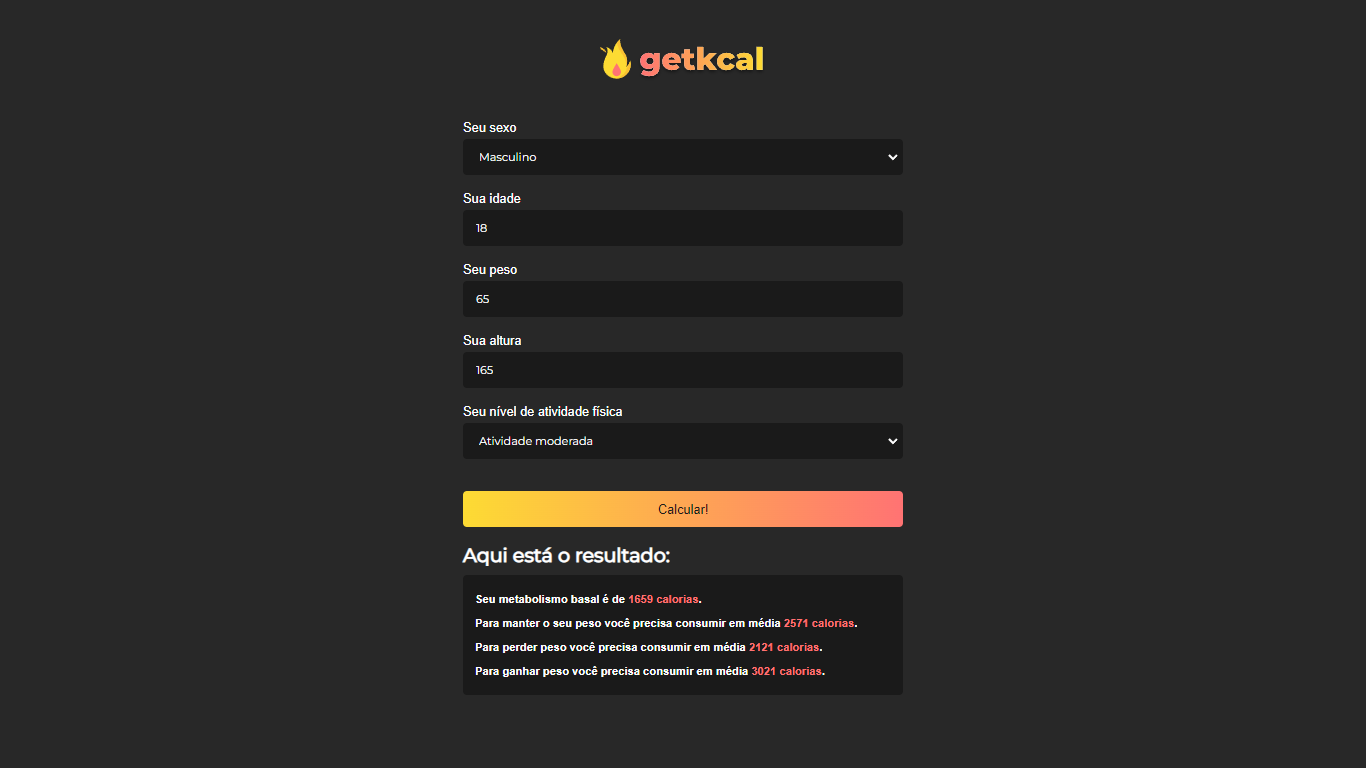 getkcal
Seu sexo
Masculino
Sua idade
18
Seu peso
65
Sua altura
165
Seu nível de atividade física
Atividade moderada
Calcular!
Aqui está o resultado:
Seu metabolismo basal é de 1659 calorias.
Para manter o seu peso você precisa consumir em média 2571 calorias.
Para perder peso você precisa consumir em média 2121 calorias.
Para ganhar peso você precisa consumir em média 3021 calorias.